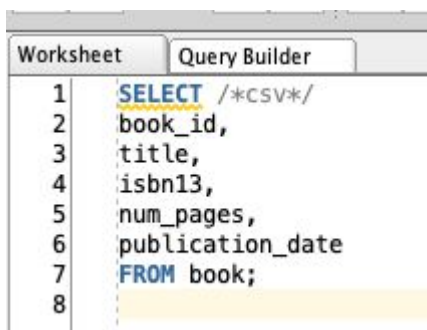 Worksheet Query Builder
1 SELECT /*csv*/
2 book_id,
3 title,
4 isbn13,
5 num_pages,
6 publication_date
7 FROM book;
8